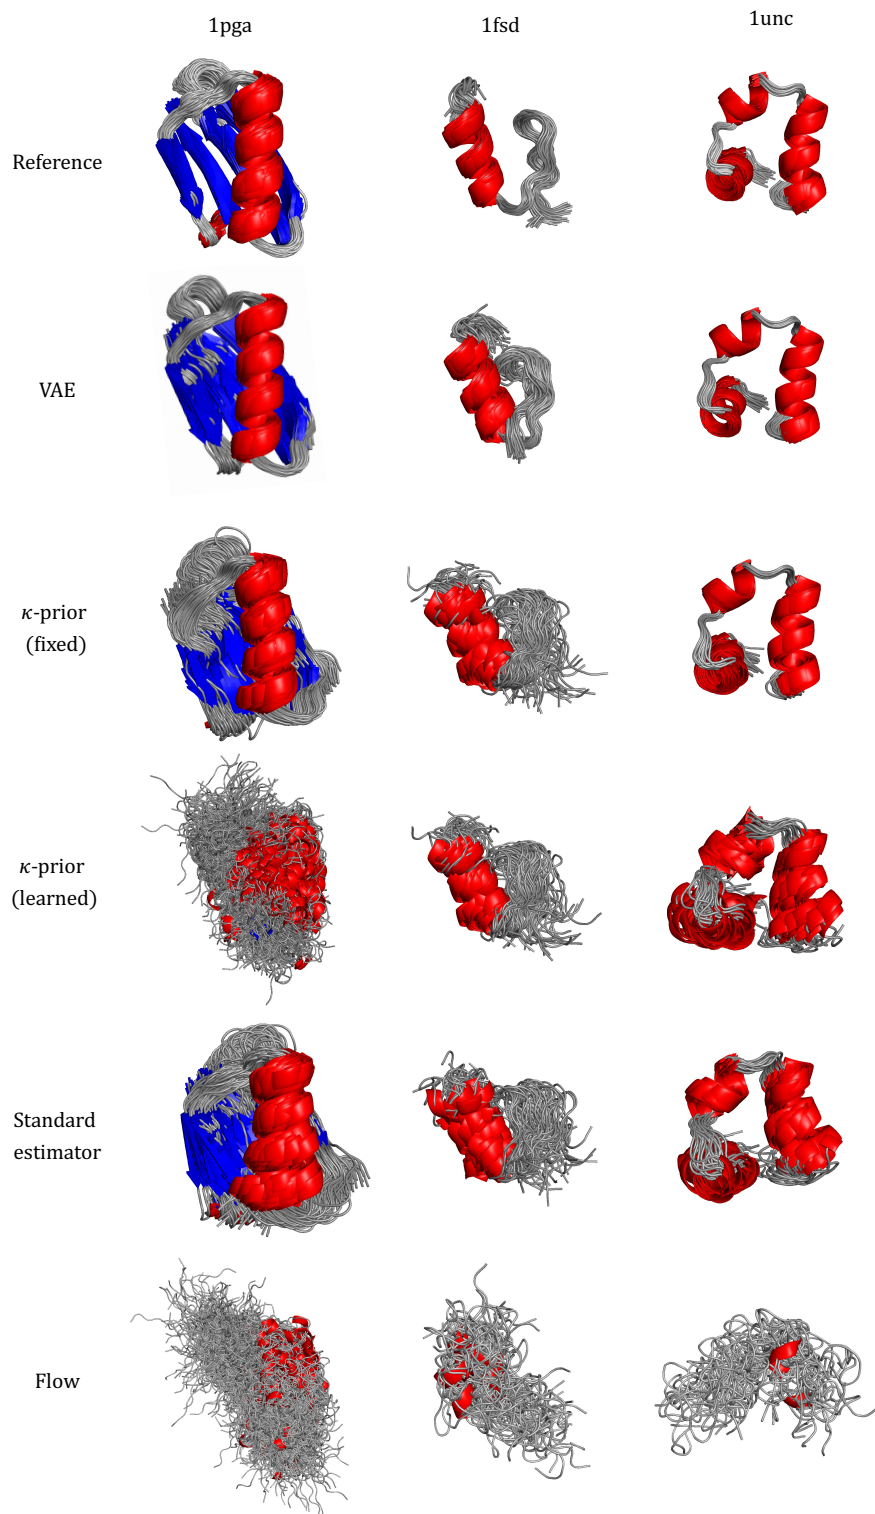 1pga
1fsd
1unc
Reference
VAE
κ-prior
(fixed)
κ-prior
(learned)
Standard
estimator
Flow